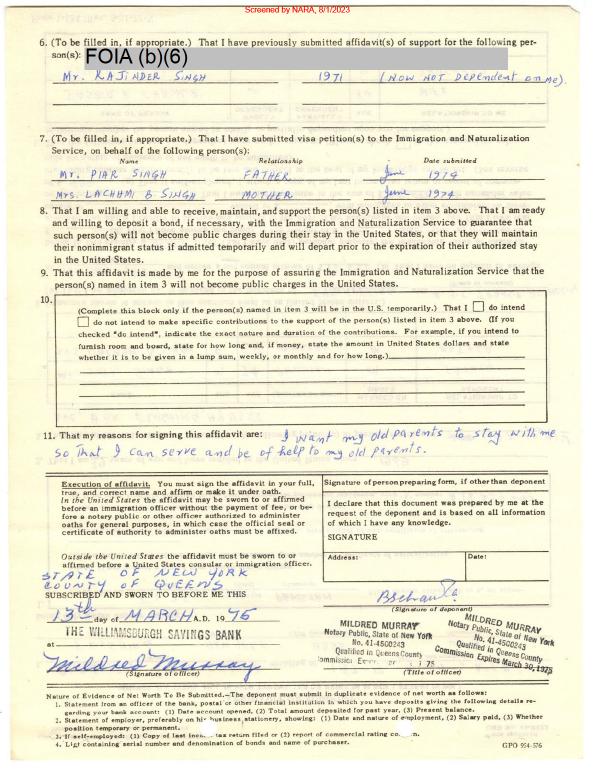 Screened by NARA, 8/1/2023
6. (To be filled in, if appropriate.) That I have previously submitted affidavit(s) of support for the following per-
son(s): FOIA (b)(6)
Mr. RAJINDER SINGH 1971 (NOW NOT Dependent on me).
7. (To be filled in, if appropriate.) That I have submitted visa petition(s) to the Immigration and Naturalization
Service, on behalf of the following person(s):
Name Relationship Date submitted
Mr. PIAR SINGH FATHER June 1974
Mrs. LACHHMI B SINGH MOTHER June 1974
8. That I am willing and able to receive, maintain, and support the person(s) listed in item 3 above. That I am ready
and willing to deposit a bond, if necessary, with the Immigration and Naturalization Service to guarantee that
such person(s) will not become public charges during their stay in the United States, or that they will maintain
their nonimmigrant status if admitted temporarily and will depart prior to the expiration of their authorized stay
in the United States.
9. That this affidavit is made by me for the purpose of assuring the Immigration and Naturalization Service that the
person(s) named in item 3 will not become public charges in the United States.
10.
(Complete this block only if the person(s) named in item 3 will be in the U.S. temporarily.) That I do intend
do not intend to make specific contributions to the support of the person(s) listed in item 3 above. (If you
checked "do intend", indicate the exact nature and duration of the contributions. For example, if you intend to
furnish room and board, state for how long and, if money, state the amount in United States dollars and state
whether it is to be given in a lump sum, weekly, or monthly and for how long.)
11. That my reasons for signing this affidavit are: I want my old parents to stay with me
so that I can serve and be of help to my old parents.
Execution of affidavit. You must sign the affidavit in your full,
true, and correct name and affirm or make it under oath.
In the United States the affidavit may be sworn to or affirmed
before an immigration officer without the payment of fee, or be-
fore a notary public or other officer authorized to administer
oaths for general purposes, in which case the official seal or
certificate of authority to administer oaths must be affixed.
Outside the United States the affidavit must be sworn to or
affirmed before a United States consular or immigration officer.
STATE OF NEW YORK
COUNTY OF QUEENS
SUBSCRIBED AND SWORN TO BEFORE ME THIS
13th day of MARCH A.D. 1975
THE WILLIAMSBURGH SAVINGS BANK
at
Mildred Murray
(Signature of officer)
Signature of person preparing form, if other than deponent
I declare that this document was prepared by me at the
request of the deponent and is based on all information
of which I have any knowledge.
SIGNATURE
Address: Date:
(Signature of deponent)
MILDRED MURRAY
Notary Public, State of New York
No. 41-4500243
Qualified in Queens County
75
MILDRED MURRAY
Notary Public, State of New York
No. 41-4500243
Qualified in Queens County
Commission Expires March 30, 1975
(Title of officer)
Nature of Evidence of Net Worth To Be Submitted.—The deponent must submit in duplicate evidence of net worth as follows:
1. Statement from an officer of the bank, postal or other financial institution in which you have deposits giving the following details re-
garding your bank account: (1) Date account opened, (2) Total amount deposited for past year, (3) Present balance.
2. Statement of employer, preferably on his business stationery, showing: (1) Date and nature of employment, (2) Salary paid, (3) Whether
position temporary or permanent.
3. If self-employed: (1) Copy of last income tax return filed or (2) report of commercial rating
4. List containing serial number and denomination of bonds and name of purchaser.
GPO 954-576